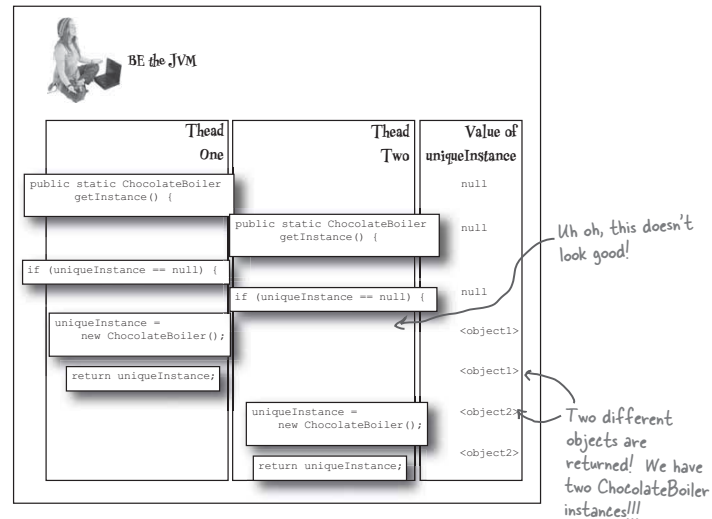 BE the JVM
Thead
One
Thead
Two
Value of
uniqueInstance
public static ChocolateBoiler
getInstance() {
null
public static ChocolateBoiler
getInstance() {
null
if (uniqueInstance == null) {
if (uniqueInstance == null) {
null
uniqueInstance =
new ChocolateBoiler();
<object1>
return uniqueInstance;
<object1>
uniqueInstance =
new ChocolateBoiler();
<object2>
return uniqueInstance;
<object2>
Uh oh, this doesn't
look good!
Two different
objects are
returned! We have
two ChocolateBoiler
instances!!!